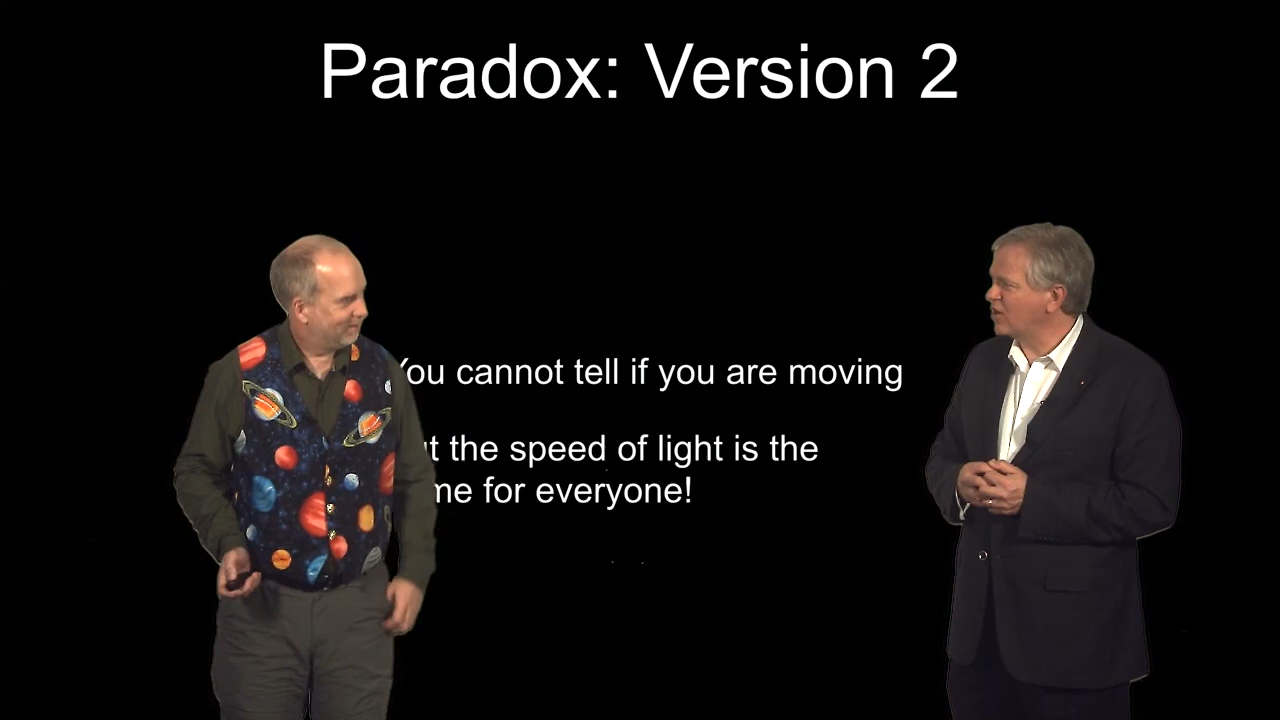 Paradox: Version 2
You cannot tell if you are moving
the speed of light is the
for everyone!